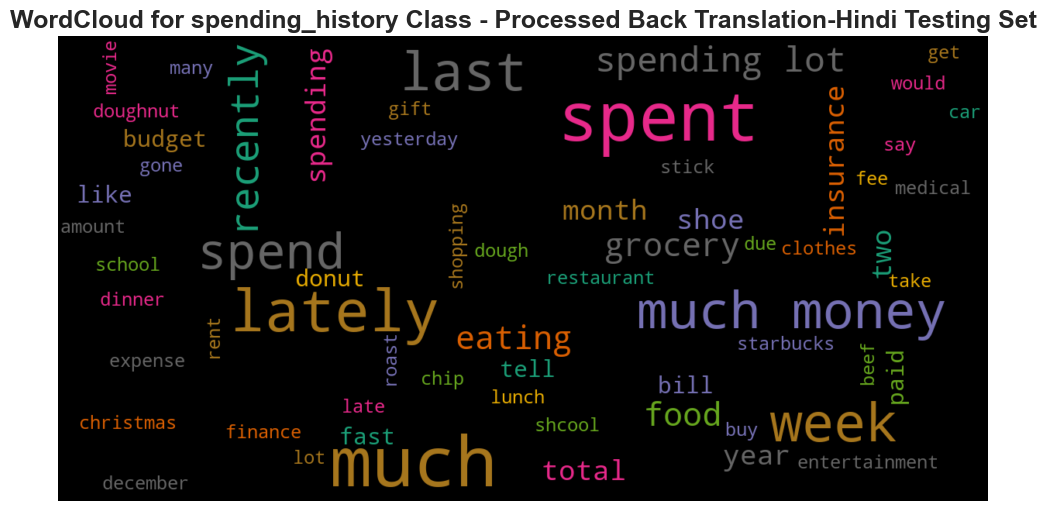 WordCloud for spending_history Class - Processed Back Translation-Hindi Testing Set
movie
many
doughnut
budget
gone
like
amount
school
dinner
recently
spending
last
gift
yesterday
spending lot
spent
stick
get
would
car
say
insurance
fee
medical
month
shoe
grocery
due
clothes
two
take
spend
donut
shopping
dough
restaurant
lately
much money
starbucks
eating
tell
rent
roast
expense
chip
lunch
bill
beef
paid
christmas
late
finance
fast
lot
much
shcool
food
buy
week
total
year
entertainment
december